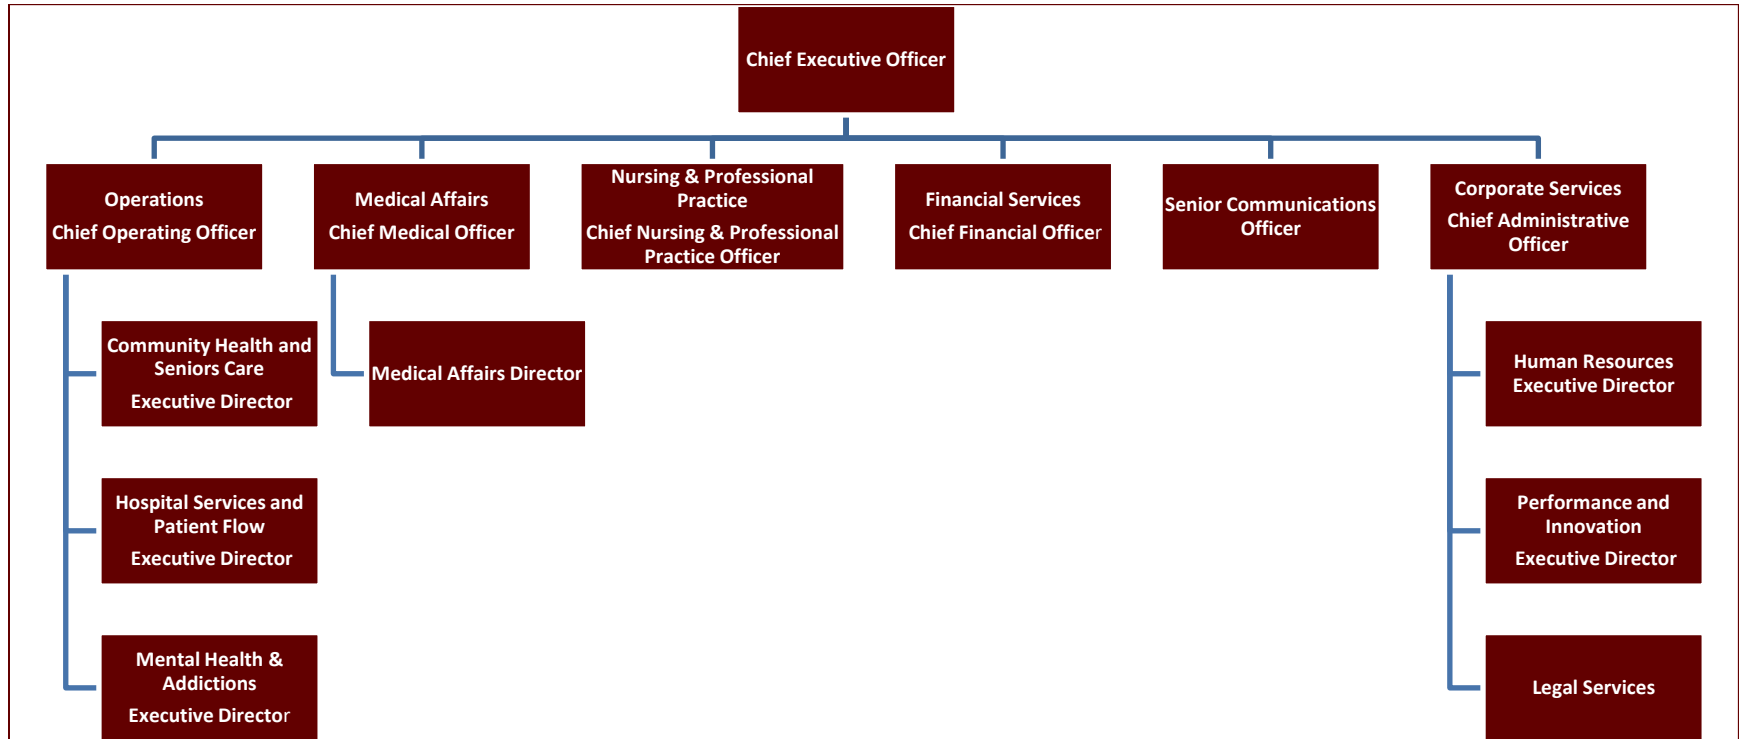 Chief Executive Officer
Operations
Chief Operating Officer
Medical Affairs
Chief Medical Officer
Nursing & Professional
Practice
Chief Nursing & Professional
Practice Officer
Financial Services
Chief Financial Officer
Senior Communications
Officer
Corporate Services
Chief Administrative
Officer
Community Health and
Seniors Care
Executive Director
Medical Affairs Director
Human Resources
Executive Director
Hospital Services and
Patient Flow
Executive Director
Performance and
Innovation
Executive Director
Mental Health &
Addictions
Executive Director
Legal Services